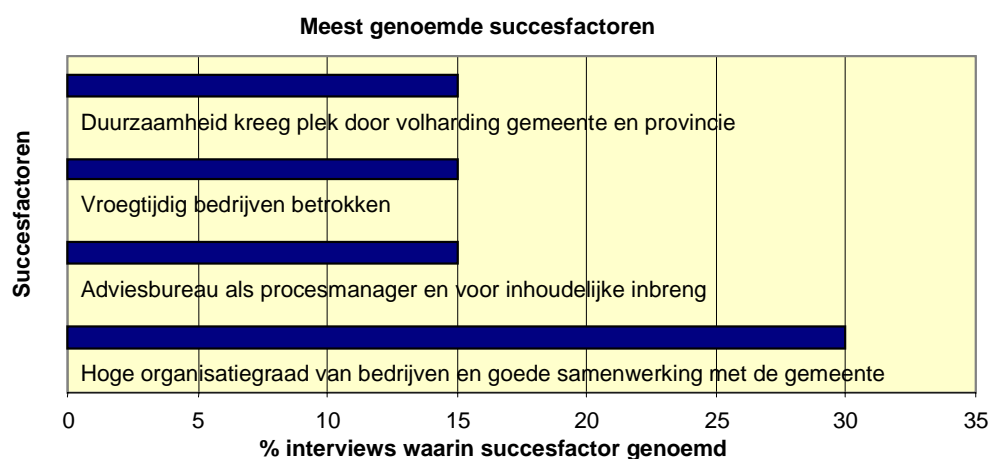 Meest genoemde succesfactoren
Succesfactoren
Duurzaamheid kreeg plek door volharding gemeente en provincie
Vroegtijdig bedrijven betrokken
Adviesbureau als procesmanager en voor inhoudelijke inbreng
Hoge organisatiegraad van bedrijven en goede samenwerking met de gemeente
0 5 10 15 20 25 30 35
% interviews waarin succesfactor genoemd